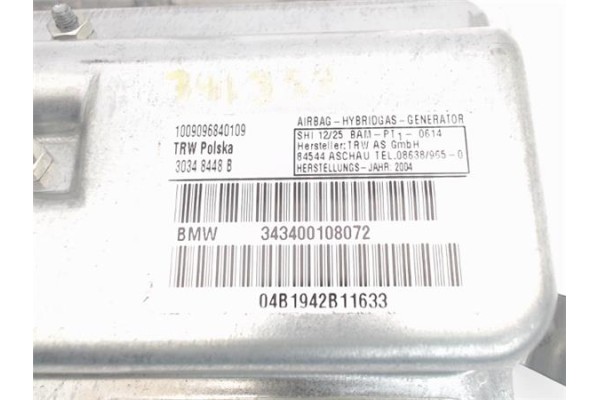 1009096840109
TRW Polska
3034 8448 B
AIRBAG-HYBRIDGAS-GENERATOR
SHI 12/25 BAM-PT1-0614
Hersteller:TRW AS GmbH
84544 ASCHAU TEL.08638/965-0
HERSTELLUNGS-JAHR: 2004
BMW 343400108072
04B1942B11633